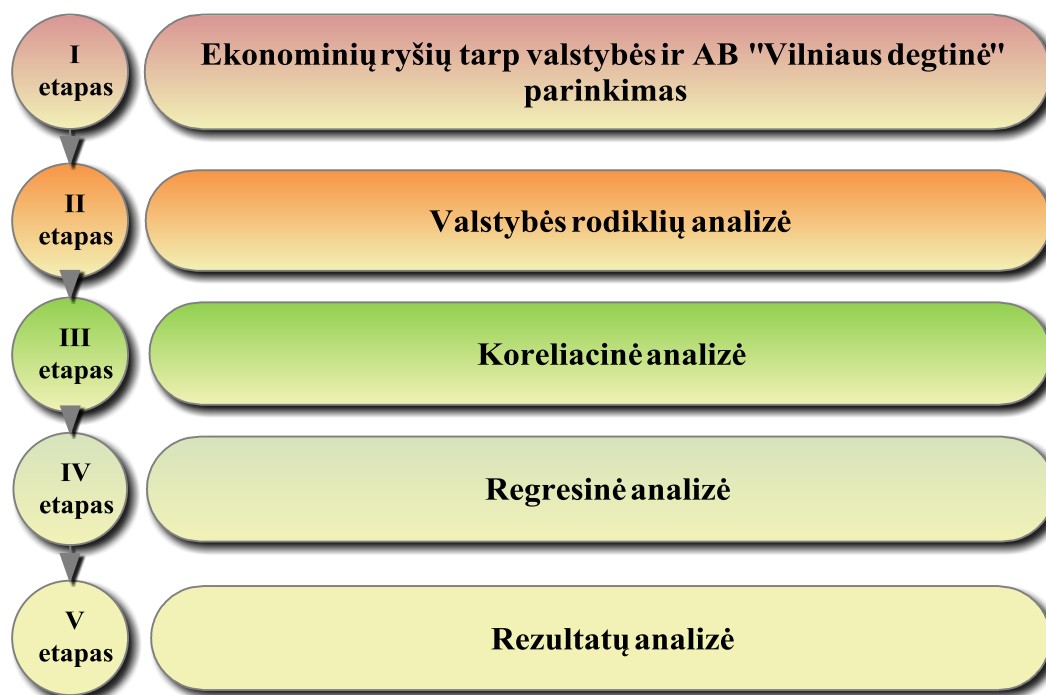 I
etapas
Ekonominių ryšių tarp valstybės ir AB "Vilniaus degtinė"
parinkimas
II
etapas
Valstybės rodiklių analizė
III
etapas
Koreliacinė analizė
IV
etapas
Regresinė analizė
V
etapas
Rezultatų analizė